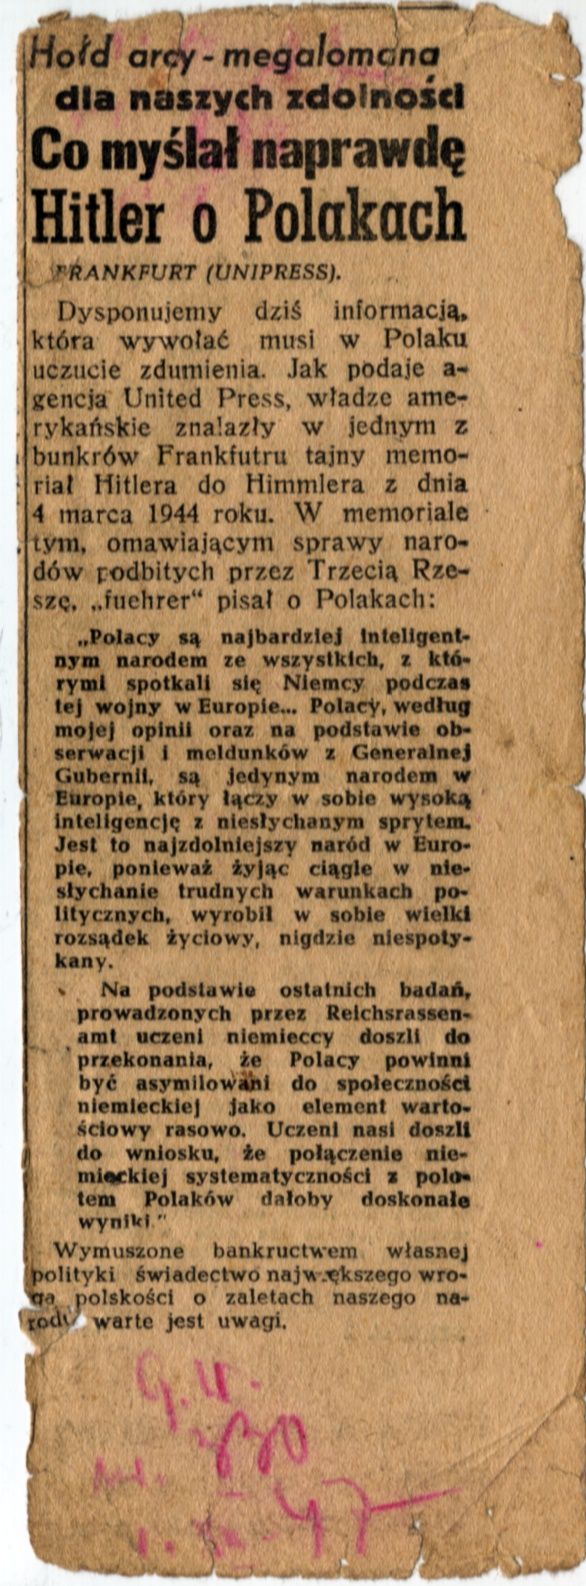 Hołd arcy-megalomana
dla naszych zdolności
Co myślał naprawdę
Hitler o Polakach
FRANKFURT (UNIPRESS).
Dysponujemy dziś informacją,
która wywołać musi w Polaku
uczucie zdumienia. Jak podaje a-
gencja United Press, władze ame-
rykańskie znalazły w jednym z
bunkrów Frankfutru tajny memo-
riał Hitlera do Himmlera z dnia
4 marca 1944 roku. W memoriale
tym, omawiającym sprawy naro-
dów podbitych przez Trzecią Rze-
szę, „fuehrer“ pisał o Polakach:
„Polacy są najbardziej inteligent-
nym narodem ze wszystkich, z któ-
rymi spotkali się Niemcy podczas
tej wojny w Europie... Polacy, według
mojej opinii oraz na podstawie ob-
serwacji i meldunków z Generalnej
Gubernii, są jedynym narodem w
Europie, który łączy w sobie wysoką
inteligencję z niesłychanym sprytem.
Jest to najzdolniejszy naród w Euro-
pie, ponieważ żyjąc ciągle w nie-
słychanie trudnych warunkach po-
litycznych, wyrobił w sobie wielki
rozsądek życiowy, nigdzie niespoty-
kany.
Na podstawie ostatnich badań,
prowadzonych przez Reichsrassen-
amt uczeni niemieccy doszli do
przekonania, że Polacy powinni
być asymilowani do społeczności
niemieckiej jako element warto-
ściowy rasowo. Uczeni nasi doszli
do wniosku, że połączenie nie-
mieckiej systematyczności z polo-
tem Polaków dałoby doskonałe
wyniki."
Wymuszone bankructwem własnej
polityki świadectwo największego wro-
ga polskości o zaletach naszego na-
rodu warte jest uwagi.
330
47